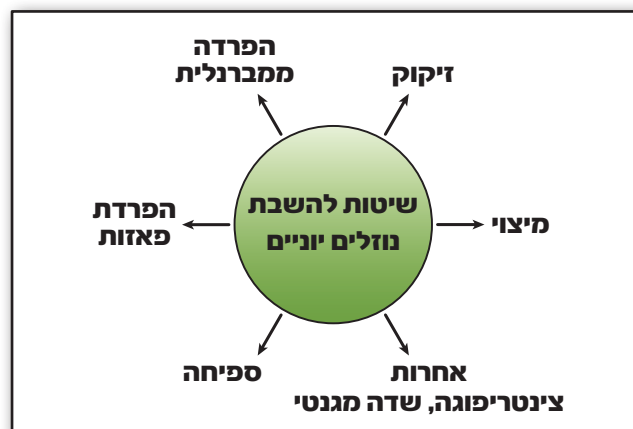 הפרדה
ממברנלית
זיקוק
שיטות להשבת
נוזלים יוניים
מיצוי
הפרדת
פאזות
ספיחה
אחרות
צינטריפוגה, שדה מגנטי